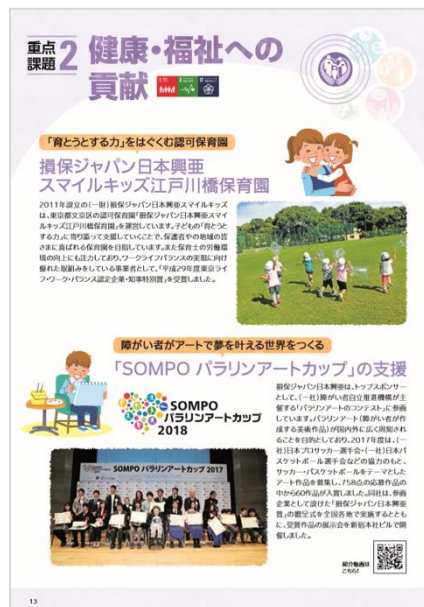 重点
課題2
健康・福祉への
貢献
「育とうとする力」をはぐくむ認可保育園
損保ジャパン日本興亜
スマイルキッズ江戸川橋保育園
2011年設立の(一財)損保ジャパン日本興亜スマイルキッズ
は、東京都文京区の認可保育園「損保ジャパン日本興亜スマイ
ルキッズ江戸川橋保育園」を運営しています。子どもの「育とうと
する力」に寄り添って支援していくことで、保護者やの地域の皆
さまに喜ばれる保育園を目指しています。また保育士の労働環
境の向上にも注力しており、ワークライフバランスの実現に向け
優れた取組みをしている事業者として、「平成29年度東京ライ
フ・ワーク・バランス認定企業・知事特別賞」を受賞しました。
障がい者がアートで夢を叶える世界をつくる
「SOMPO パラリンアートカップ」の支援
SOMPO
パラリンアートカップ
2018
SOMPO パラリンアートカップ 2017
損保ジャパン日本興亜は、トップスポンサー
として、(一社)障がい者自立推進機構が主
催する「パラリンアートのコンテスト」に参画
しています。パラリンアート(障がい者が作
成する美術作品)が国内外に広く周知され
ることを目的としており、2017年度は、(一
社)日本プロサッカー選手会・(一社)日本バ
スケットボール選手会などの協力のもと、
サッカー・バスケットボールをテーマとした
アート作品を募集し、758点の応募作品の
中から60作品が入賞しました。同社は、参画
企業として設けた「損保ジャパン日本興亜
賞」の贈呈式を全国各地で実施するととも
に、受賞作品の展示会を新宿本社ビルで開
催しました。
紹介動画は
こちら!
13